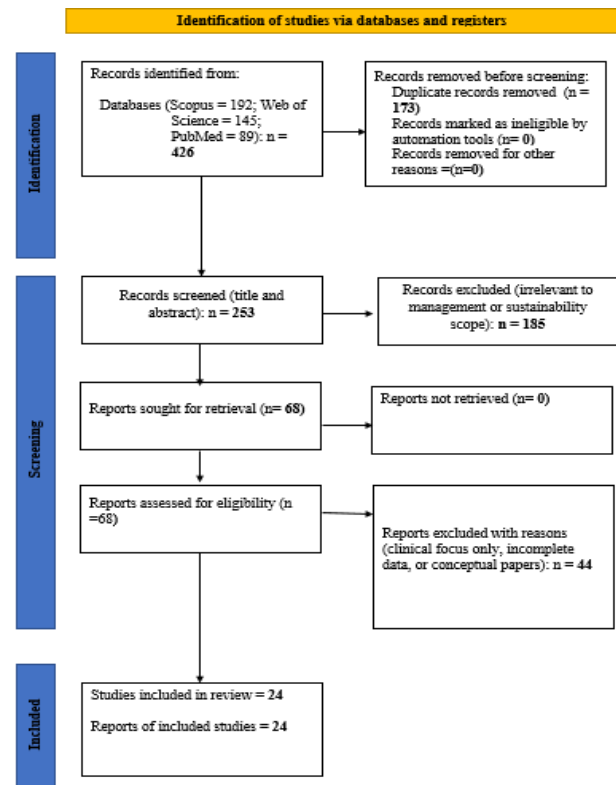 Identification of studies via databases and registers
Identification
Records identified from:
Databases (Scopus = 192; Web of
Science = 145;
PubMed = 89): n =
426
Records removed before screening:
Duplicate records removed (n =
173)
Records marked as ineligible by
automation tools (n= 0)
Records removed for other
reasons =(n=0)
Screening
Records screened (title and
abstract): n = 253
Records excluded (irrelevant to
management or sustainability
scope): n = 185
Reports sought for retrieval (n= 68)
Reports not retrieved (n= 0)
Reports assessed for eligibility (n
=68)
Reports excluded with reasons
(clinical focus only, incomplete
data, or conceptual papers): n = 44
Included
Studies included in review = 24
Reports of included studies = 24